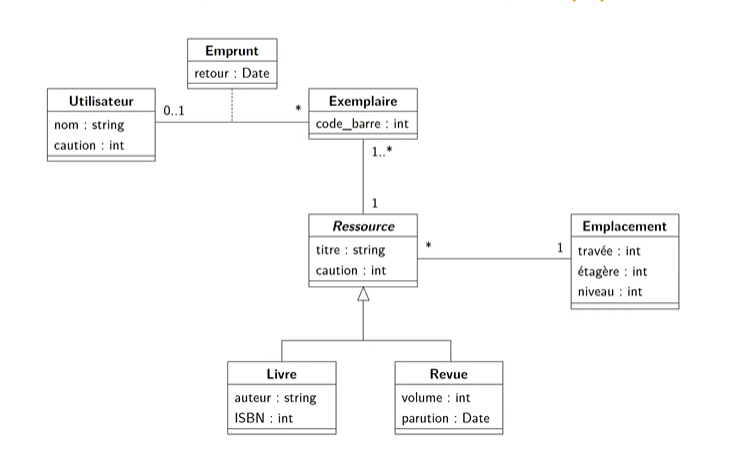 Emprunt
retour : Date
Utilisateur
nom : string
caution : int
0..1
*
Exemplaire
code_barre : int
1..*
1
Ressource
titre : string
caution : int
*
1
Emplacement
travée : int
étagère : int
niveau : int
Livre
auteur : string
ISBN : int
Revue
volume : int
parution : Date